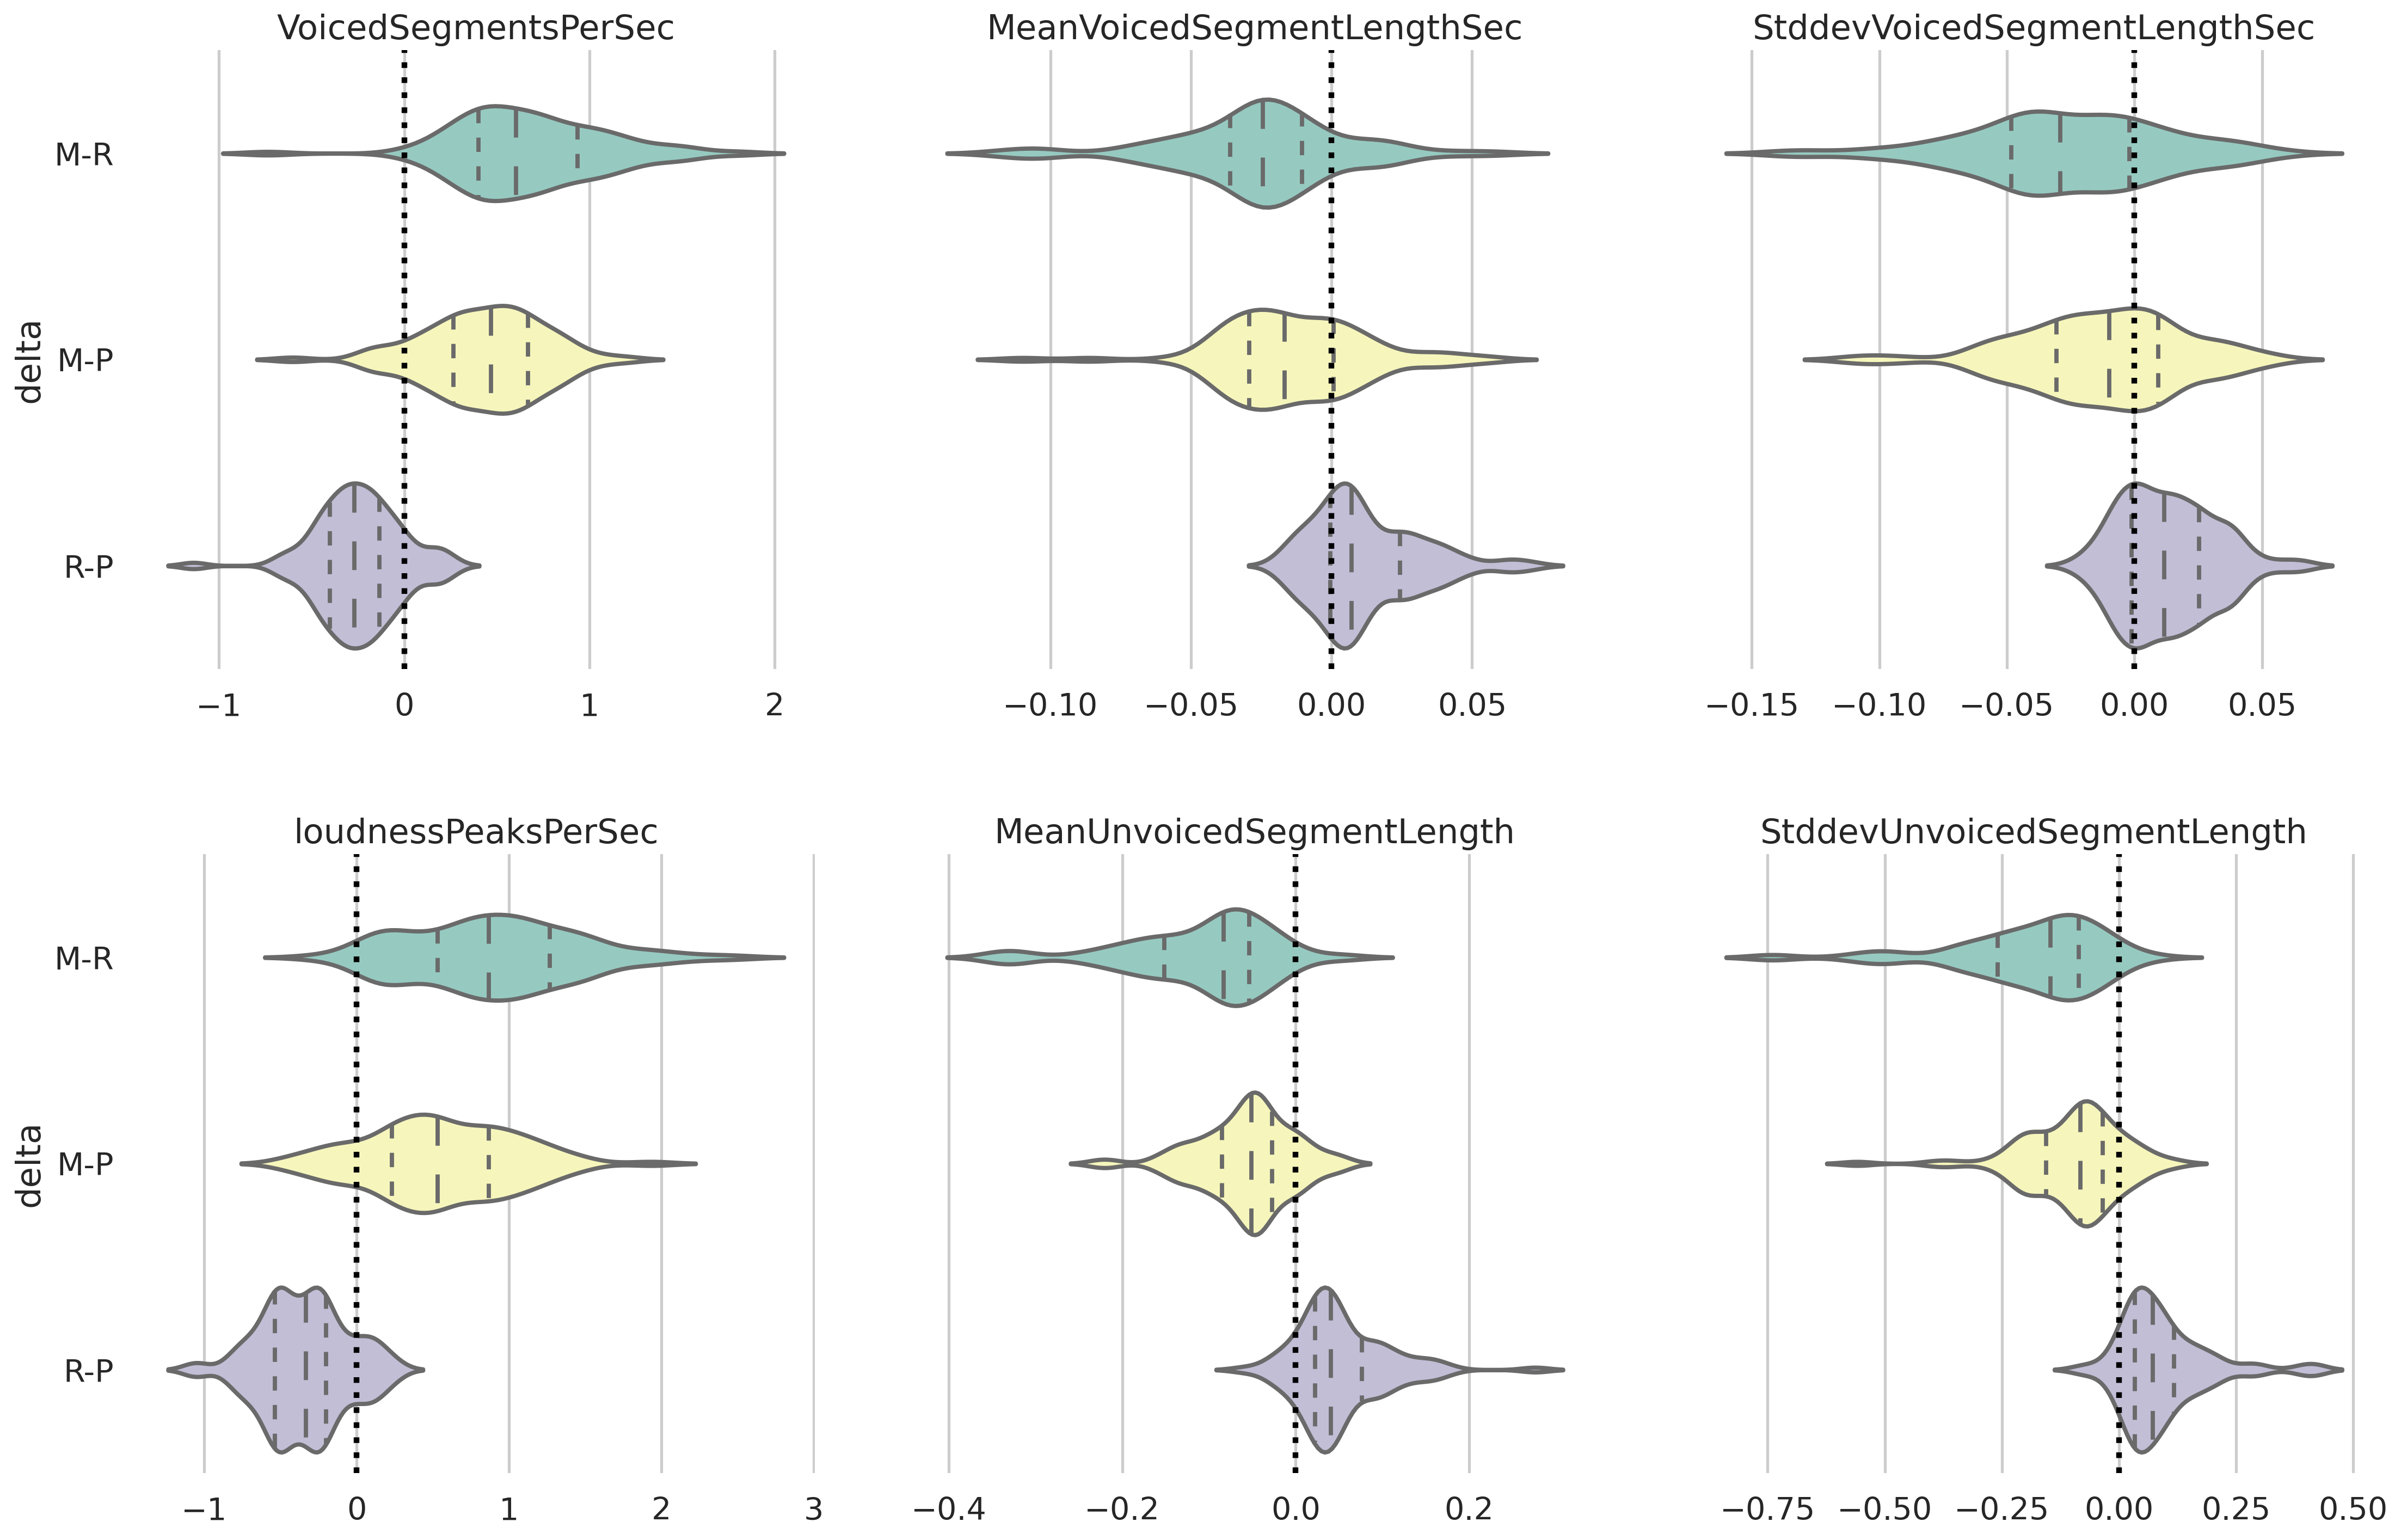 VoicedSegmentsPerSec MeanVoicedSegmentLengthSec StddevVoicedSegmentLengthSec
M-R
M-P
R-P
delta
−1 0 1 2 −0.10 −0.05 0.00 0.05 −0.15 −0.10 −0.05 0.00 0.05
loudnessPeaksPerSec MeanUnvoicedSegmentLength StddevUnvoicedSegmentLength
M-R
M-P
R-P
delta
−1 0 1 2 3 −0.4 −0.2 0.0 0.2 −0.75 −0.50 −0.25 0.00 0.25 0.50